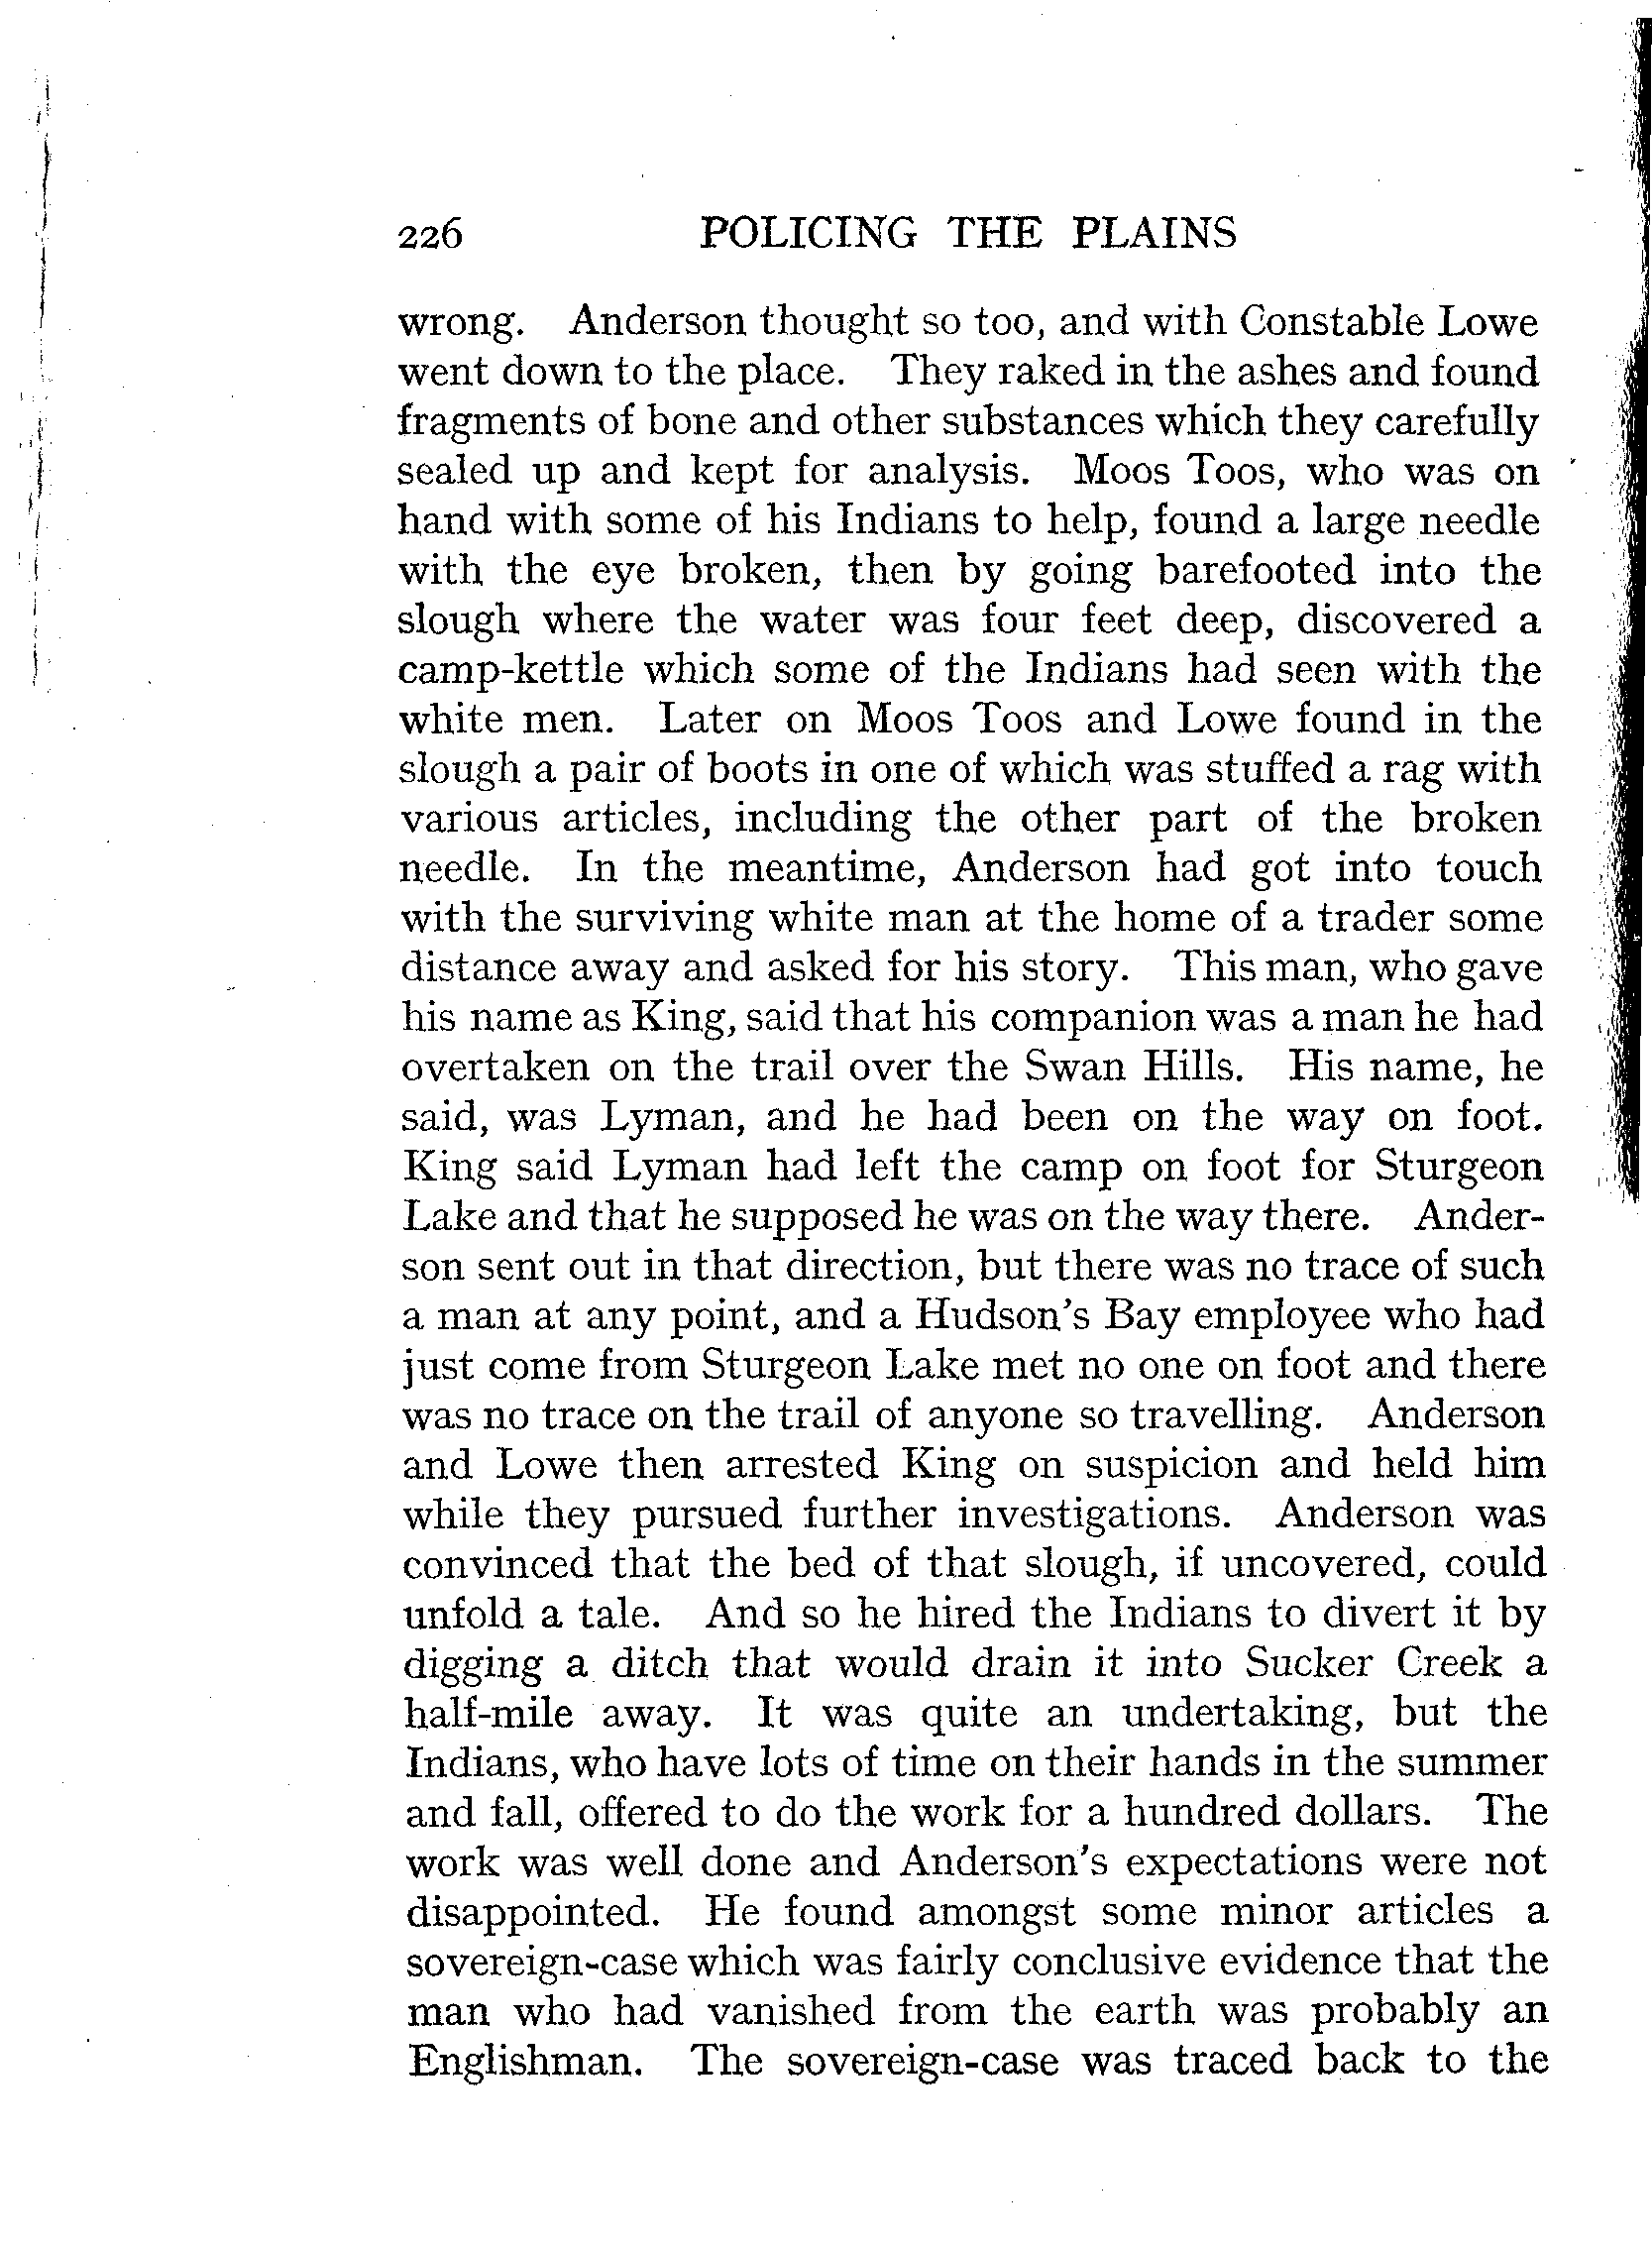 226 POLICING THE PLAINS
wrong. Anderson thought so too, and with Constable Lowe
went down to the place. They raked in the ashes and found
fragments of bone and other substances which they carefully
sealed up and kept for analysis. Moos Toos, who was on
hand with some of his Indians to help, found a large needle
with the eye broken, then by going barefooted into the
slough where the water was four feet deep, discovered a
camp-kettle which some of the Indians had seen with the
white men. Later on Moos Toos and Lowe found in the
slough a pair of boots in one of which was stuffed a rag with
various articles, including the other part of the broken
needle. In the meantime, Anderson had got into touch
with the surviving white man at the home of a trader some
distance away and asked for his story. This man, who gave
his name as King, said that his companion was a man he had
overtaken on the trail over the Swan Hills. His name, he
said, was Lyman, and he had been on the way on foot.
King said Lyman had left the camp on foot for Sturgeon
Lake and that he supposed he was on the way there. Ander-
son sent out in that direction, but there was no trace of such
a man at any point, and a Hudson's Bay employee who had
just come from Sturgeon Lake met no one on foot and there
was no trace on the trail of anyone so travelling. Anderson
and Lowe then arrested King on suspicion and held him
while they pursued further investigations. Anderson was
convinced that the bed of that slough, if uncovered, could
unfold a tale. And so he hired the Indians to divert it by
digging a ditch that would drain it into Sucker Creek a
half-mile away. It was quite an undertaking, but the
Indians, who have lots of time on their hands in the summer
and fall, offered to do the work for a hundred dollars. The
work was well done and Anderson's expectations were not
disappointed. He found amongst some minor articles a
sovereign-case which was fairly conclusive evidence that the
man who had vanished from the earth was probably an
Englishman. The sovereign-case was traced back to the